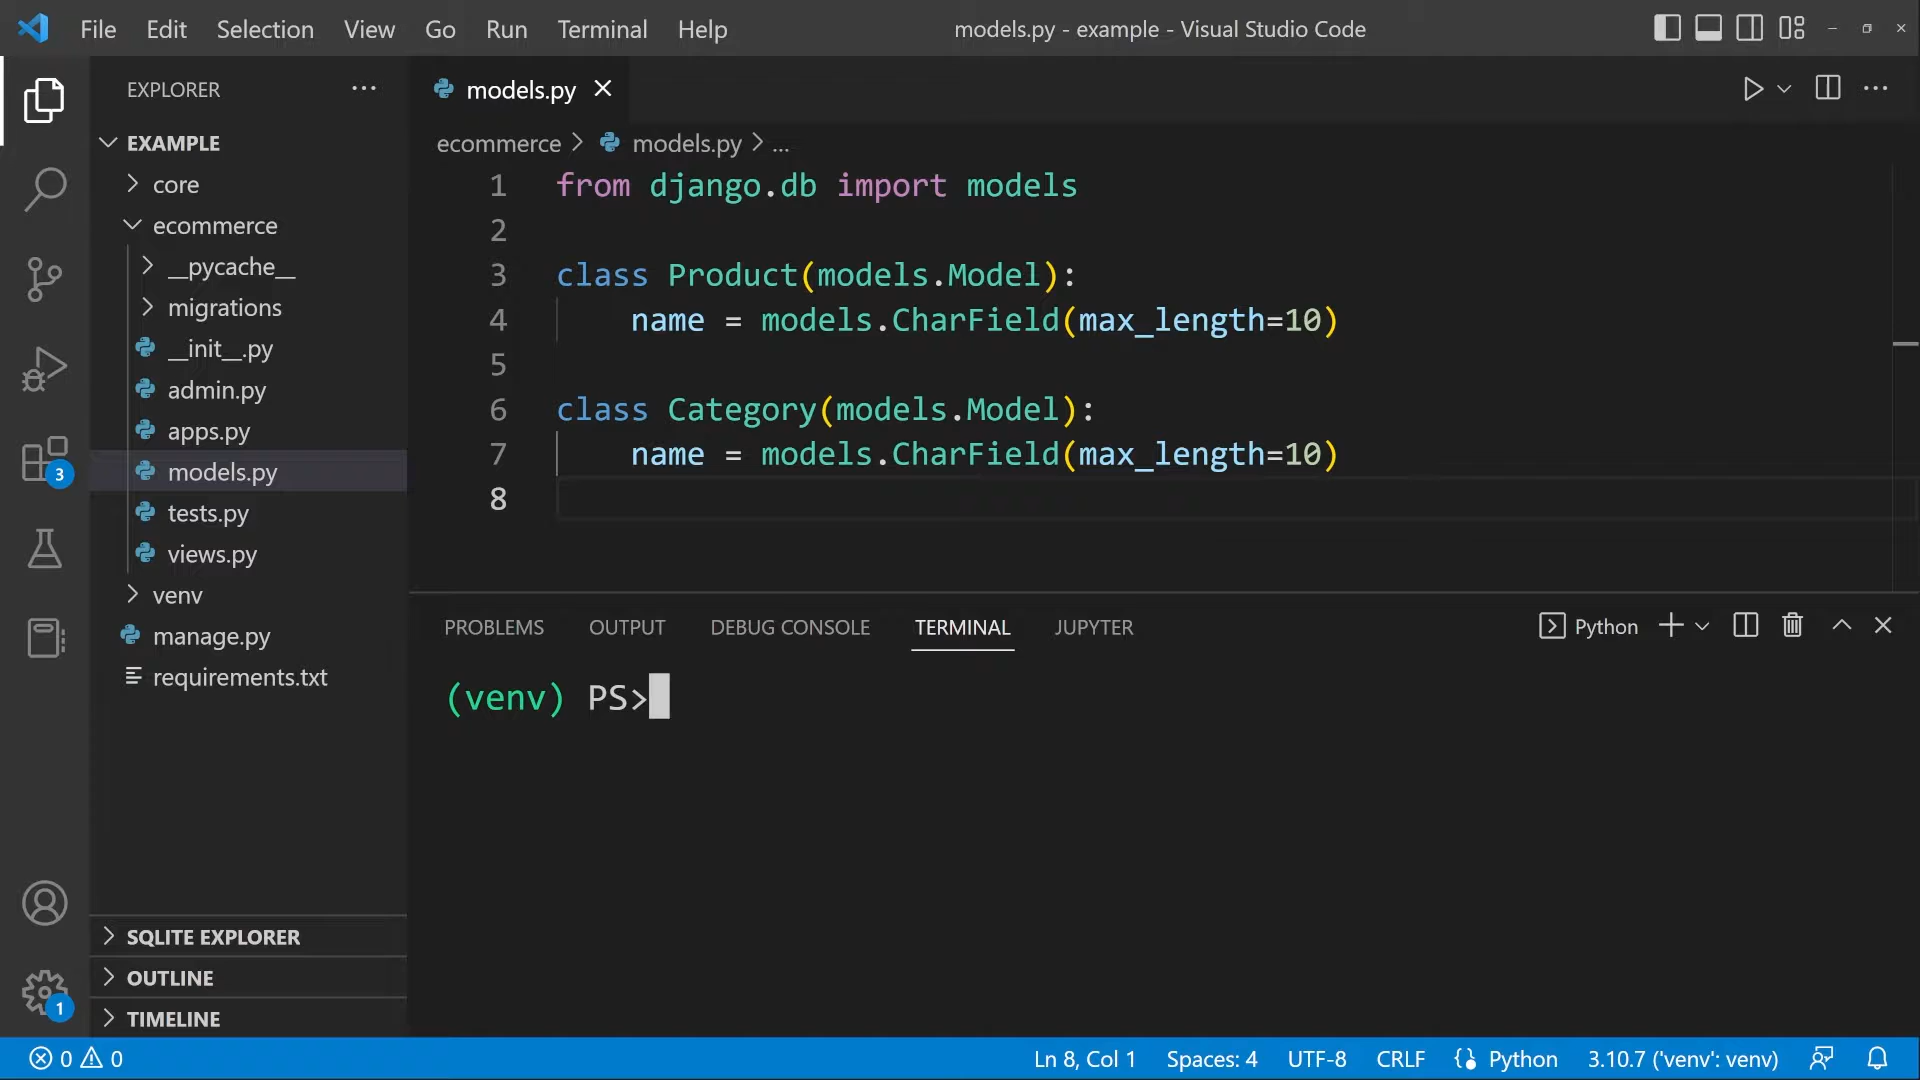 File Edit Selection View Go Run Terminal Help
models.py - example - Visual Studio Code
EXPLORER
EXAMPLE
core
ecommerce
__pycache__
migrations
__init__.py
admin.py
apps.py
models.py
tests.py
views.py
venv
manage.py
requirements.txt
SQLITE EXPLORER
OUTLINE
TIMELINE
3
1
models.py
ecommerce > models.py > ...
1 from django.db import models
2
3 class Product(models.Model):
4 name = models.CharField(max_length=10)
5
6 class Category(models.Model):
7 name = models.CharField(max_length=10)
8
PROBLEMS OUTPUT DEBUG CONSOLE TERMINAL JUPYTER
Python
(venv) PS>
0 0
Ln 8, Col 1 Spaces: 4 UTF-8 CRLF Python 3.10.7 ('venv': venv)